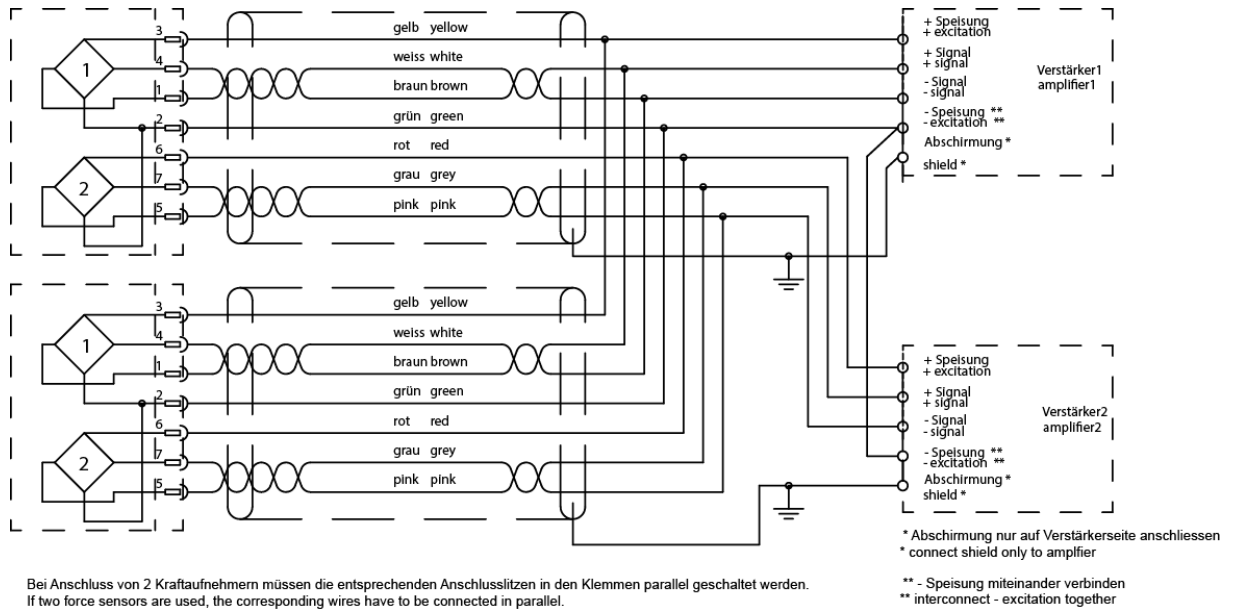 3
gelb yellow
4
weiss white
1
1
braun brown
2
grün green
6
rot red
2
7
grau grey
5
pink pink
+ Speisung
+ excitation
+ Signal
+ signal
- Signal
- signal
- Speisung **
- excitation **
Abschirmung *
shield *
Verstärker1
amplifier1
3
gelb yellow
4
weiss white
1
1
braun brown
2
grün green
6
rot red
2
7
grau grey
5
pink pink
+ Speisung
+ excitation
+ Signal
+ signal
- Signal
- signal
- Speisung **
- excitation **
Abschirmung *
shield *
Verstärker2
amplifier2
* Abschirmung nur auf Verstärkerseite anschliessen
* connect shield only to amplfier
** - Speisung miteinander verbinden
** interconnect - excitation together
Bei Anschluss von 2 Kraftaufnehmern müssen die entsprechenden Anschlusslitzen in den Klemmen parallel geschaltet werden.
If two force sensors are used, the corresponding wires have to be connected in parallel.